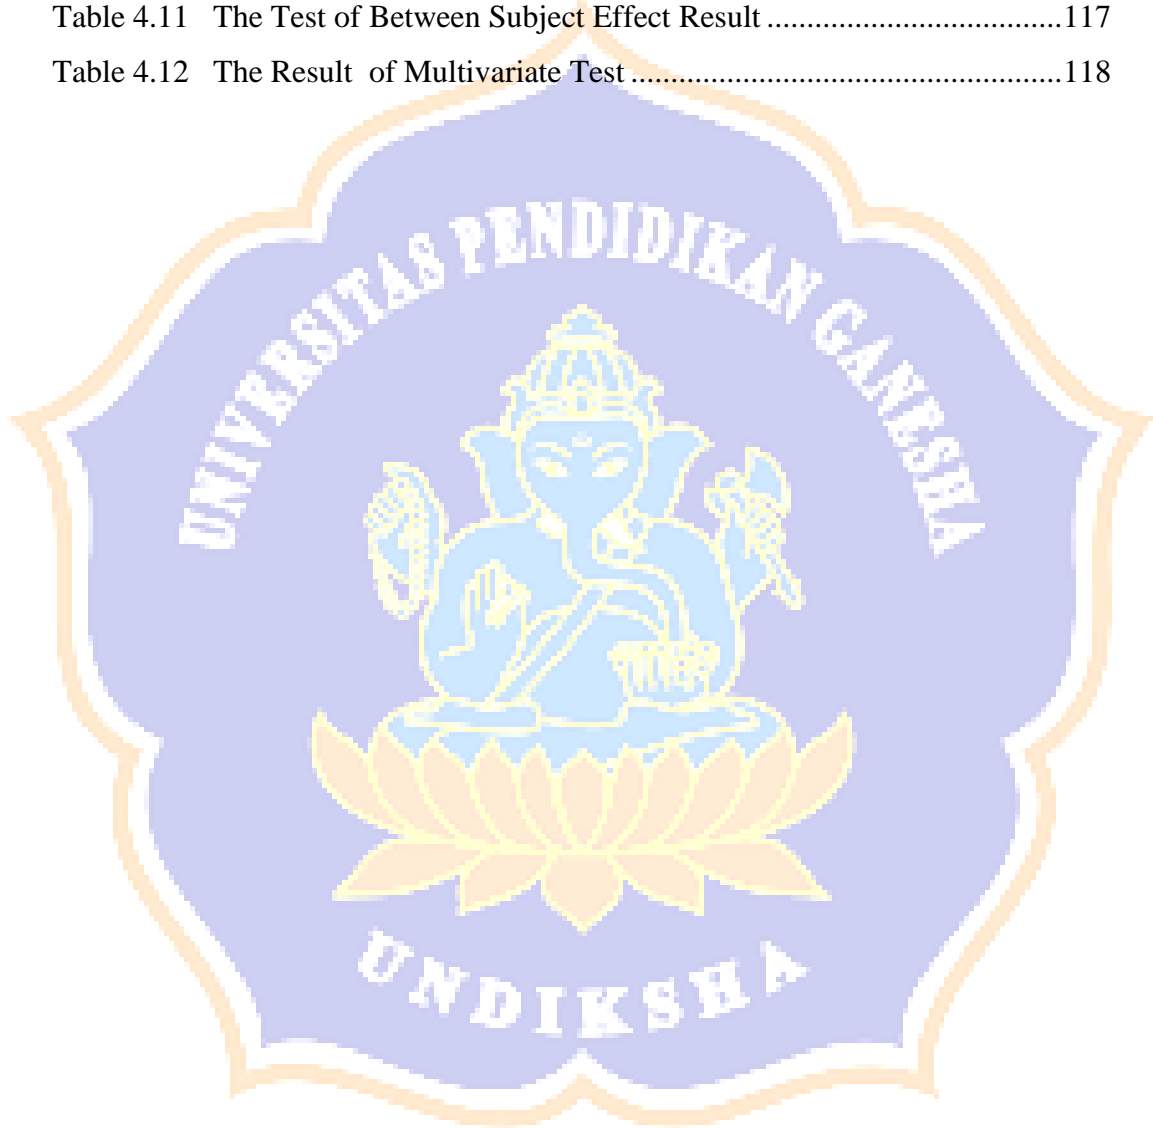 Table 4.11   The Test of Between Subject Effect Result ....................................117
Table 4.12   The Result  of Multivariate Test .....................................................118
UNIVERSITAS PENDIDIKAN GANESHA
UNDIKSHA